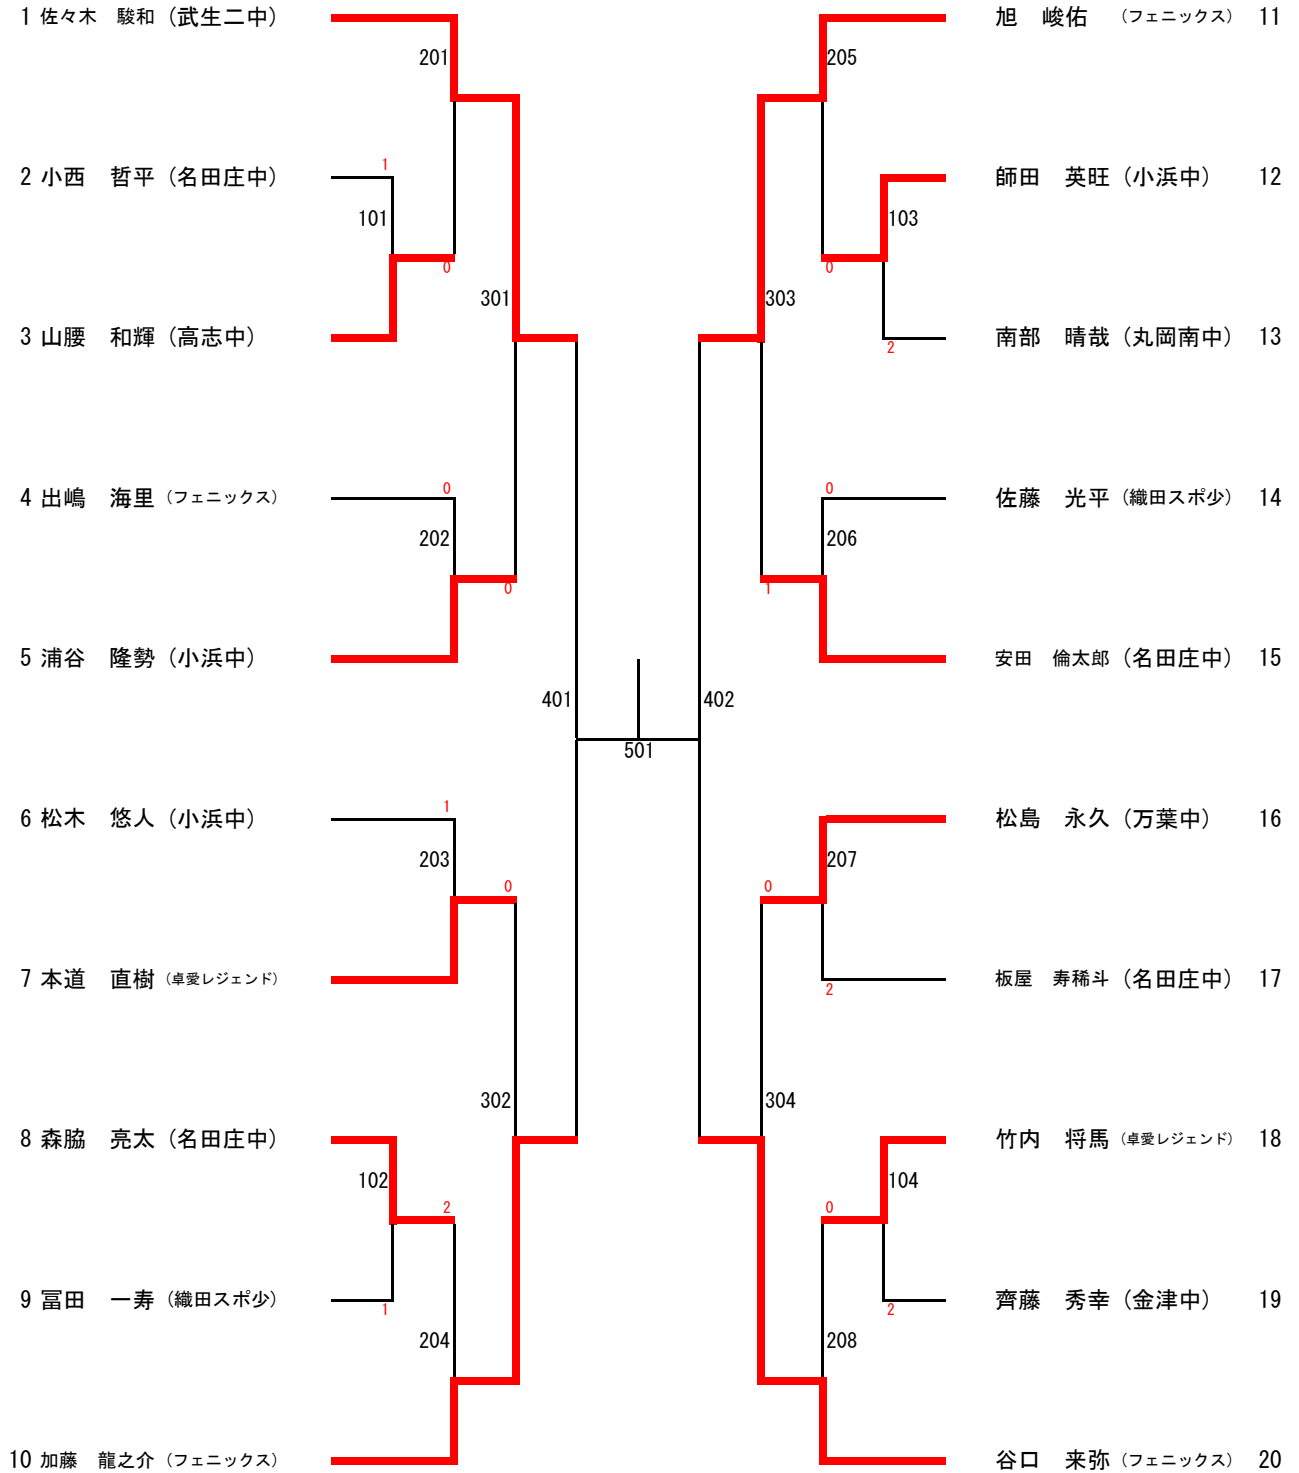 1 佐々木 駿和 (武生二中)
旭 峻佑 (フェニックス) 11
201
205
1
2 小西 哲平 (名田庄中)
師田 英旺 (小浜中) 12
101
103
0
0
301
303
3 山腰 和輝 (高志中)
南部 晴哉 (丸岡南中) 13
2
0
0
4 出嶋 海里 (フェニックス)
佐藤 光平 (織田スポ少) 14
202
206
0
1
5 浦谷 隆勢 (小浜中)
安田 倫太郎 (名田庄中) 15
401
402
501
1
6 松木 悠人 (小浜中)
松島 永久 (万葉中) 16
203
207
0
0
7 本道 直樹 (卓愛レジェンド)
板屋 寿稀斗 (名田庄中) 17
2
302
304
8 森脇 亮太 (名田庄中)
竹内 将馬 (卓愛レジェンド) 18
102
104
2
0
9 冨田 一寿 (織田スポ少)
齊藤 秀幸 (金津中) 19
1
2
204
208
10 加藤 龍之介 (フェニックス)
谷口 来弥 (フェニックス) 20